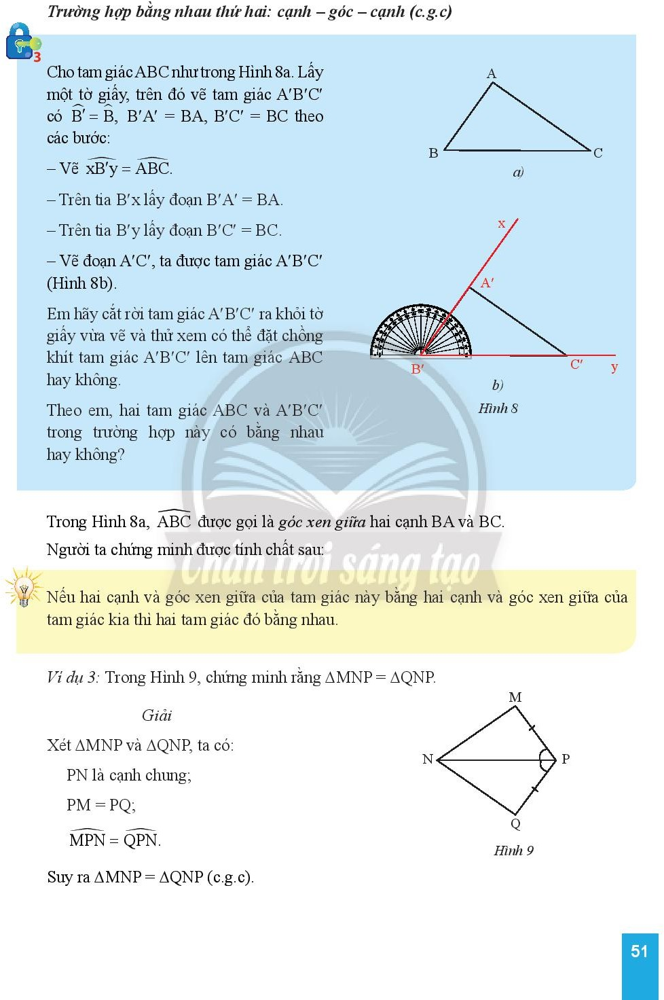 Trường hợp bằng nhau thứ hai: cạnh – góc – cạnh (c.g.c)
3
Cho tam giác ABC như trong Hình 8a. Lấy
một tờ giấy, trên đó vẽ tam giác A′B′C′
có B̂′ = B̂, B′A′ = BA, B′C′ = BC theo
các bước:
– Vẽ xB′y = ABC.
– Trên tia B′x lấy đoạn B′A′ = BA.
– Trên tia B′y lấy đoạn B′C′ = BC.
– Vẽ đoạn A′C′, ta được tam giác A′B′C′
(Hình 8b).
Em hãy cắt rời tam giác A′B′C′ ra khỏi tờ
giấy vừa vẽ và thử xem có thể đặt chồng
khít tam giác A′B′C′ lên tam giác ABC
hay không.
Theo em, hai tam giác ABC và A′B′C′
trong trường hợp này có bằng nhau
hay không?
A
B
C
a)
x
A′
B′
C′
y
b)
Hình 8
Trong Hình 8a, ABC được gọi là góc xen giữa hai cạnh BA và BC.
Người ta chứng minh được tính chất sau:
Chân trời sáng tạo
Nếu hai cạnh và góc xen giữa của tam giác này bằng hai cạnh và góc xen giữa của
tam giác kia thì hai tam giác đó bằng nhau.
Ví dụ 3: Trong Hình 9, chứng minh rằng ΔMNP = ΔQNP.
Giải
Xét ΔMNP và ΔQNP, ta có:
PN là cạnh chung;
PM = PQ;
MPN = QPN.
Suy ra ΔMNP = ΔQNP (c.g.c).
M
N
P
Q
Hình 9
51